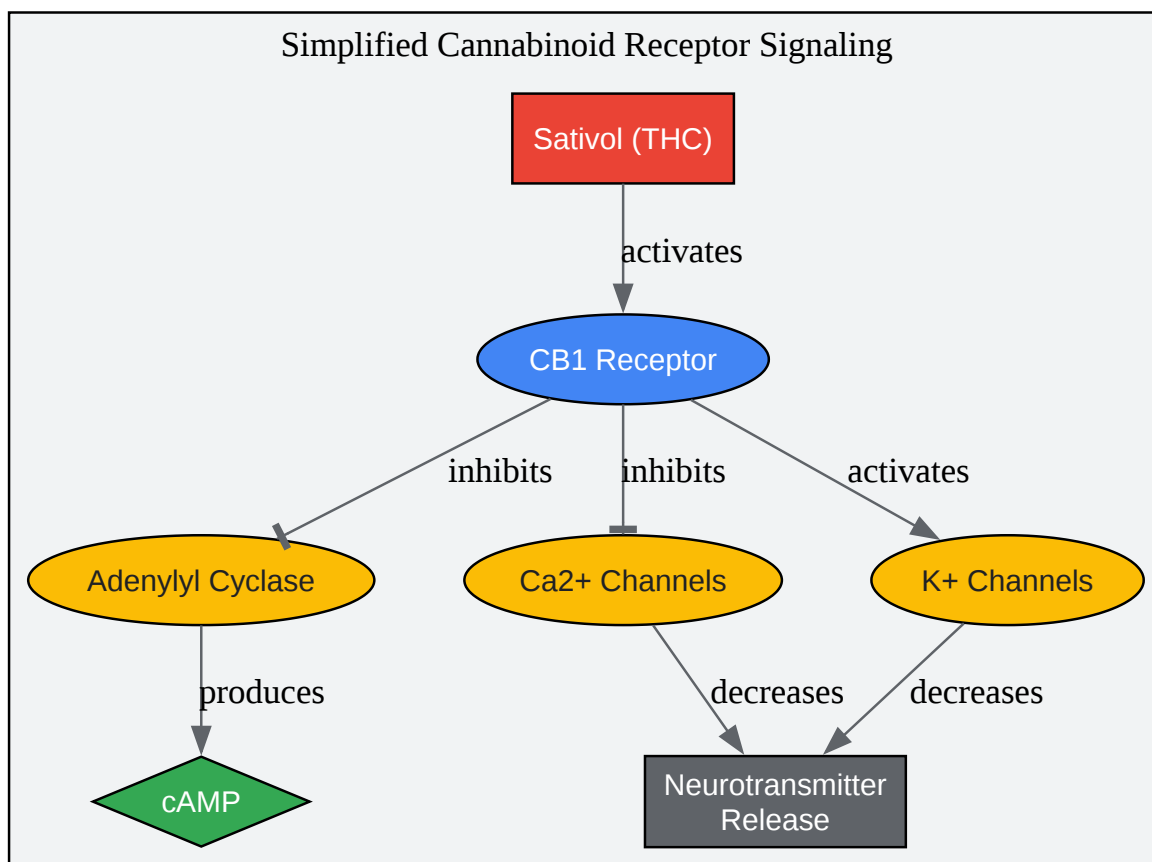 Simplified Cannabinoid Receptor Signaling
Sativol (THC)
activates
CB1 Receptor
inhibits
inhibits
activates
Adenylyl Cyclase
Ca2+ Channels
K+ Channels
produces
decreases
decreases
cAMP
Neurotransmitter
Release